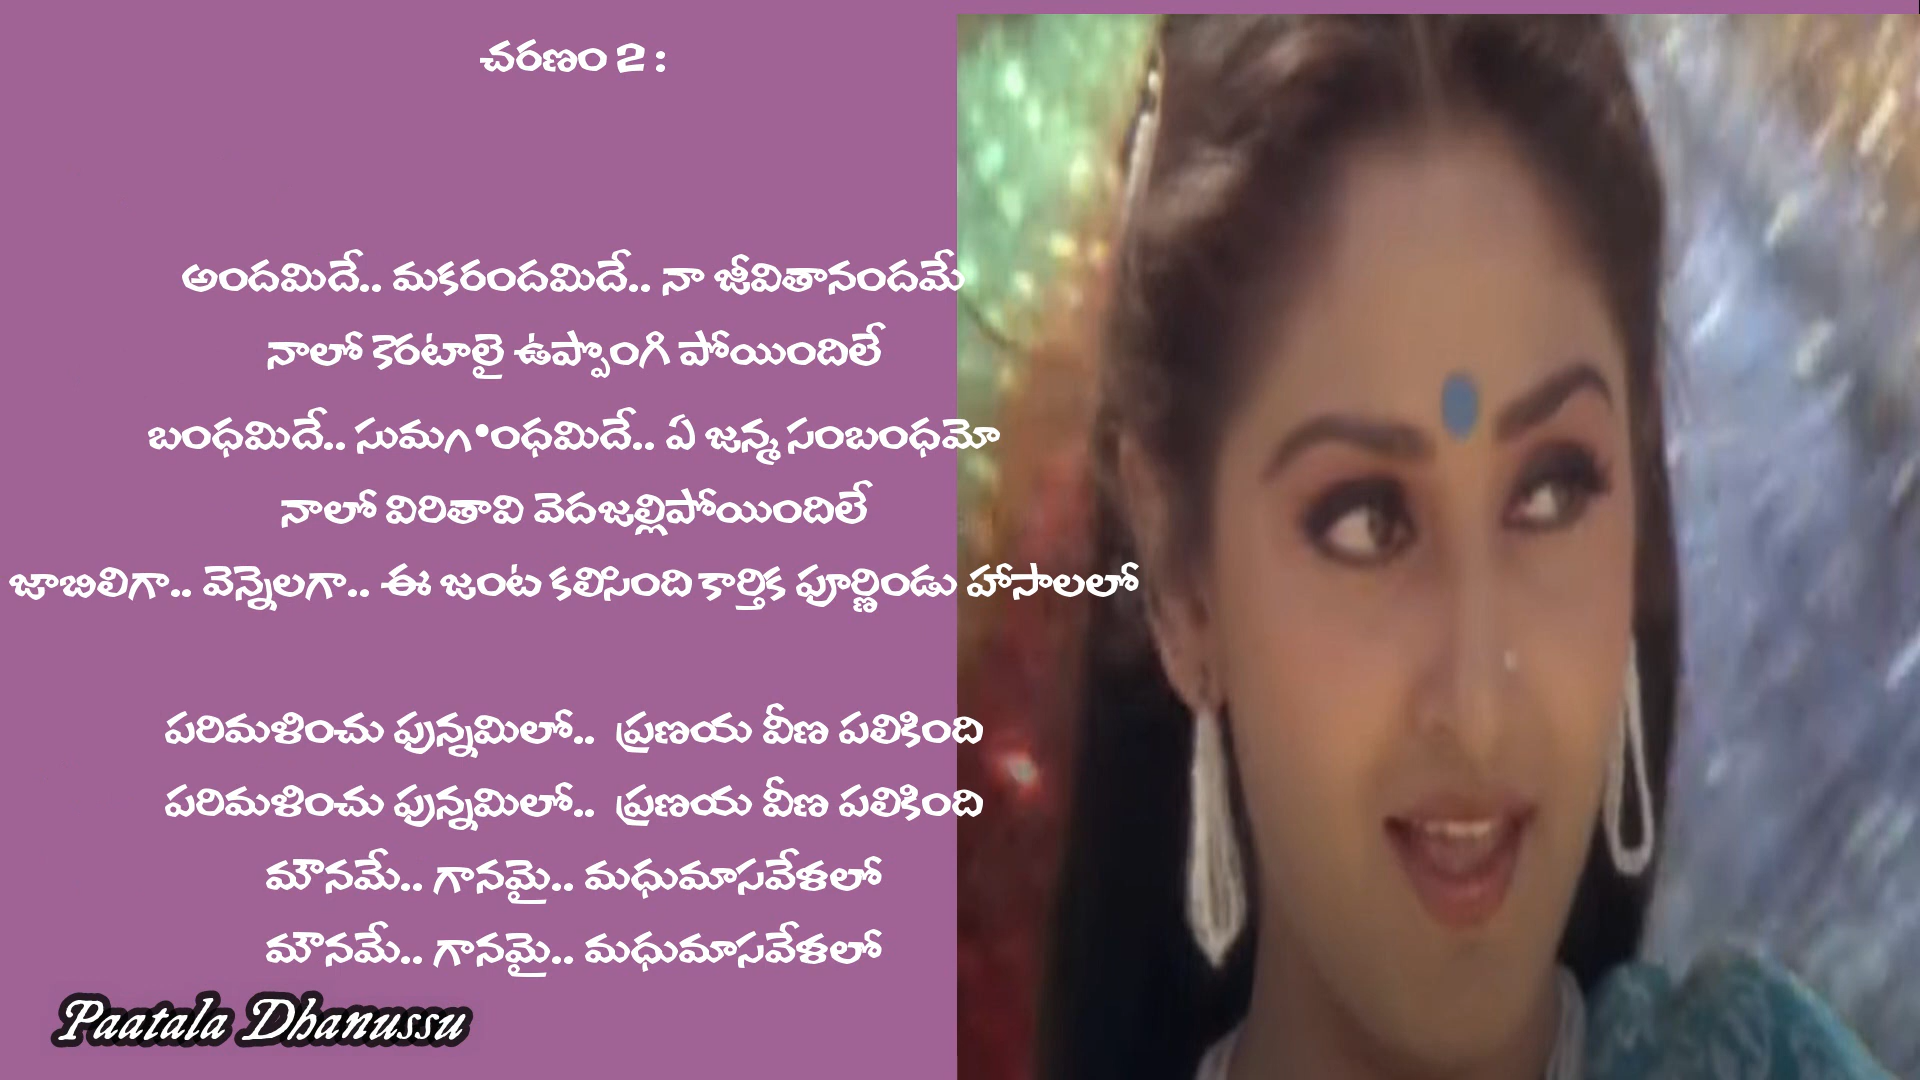 చరణం 2 :
అందమిదే.. మకరందమిదే.. నా జీవితానందమే
నాలో కెరటాలై ఉప్పొంగి పోయిందిలే
బంధమిదే.. సుమగంధమిదే.. ఏ జన్మ సంబంధమో
నాలో విరితావి వెదజల్లిపోయిందిలే
జాబిలిగా.. వెన్నెలగా.. ఈ జంట కలిసింది కార్తిక పూర్ణిండు హాసాలలో
పరిమళించు పున్నమిలో.. ప్రణయ వీణ పలికింది
పరిమళించు పున్నమిలో.. ప్రణయ వీణ పలికింది
మౌనమే.. గానమై.. మధుమాసవేళలో
మౌనమే.. గానమై.. మధుమాసవేళలో
Paatala Dhanussu